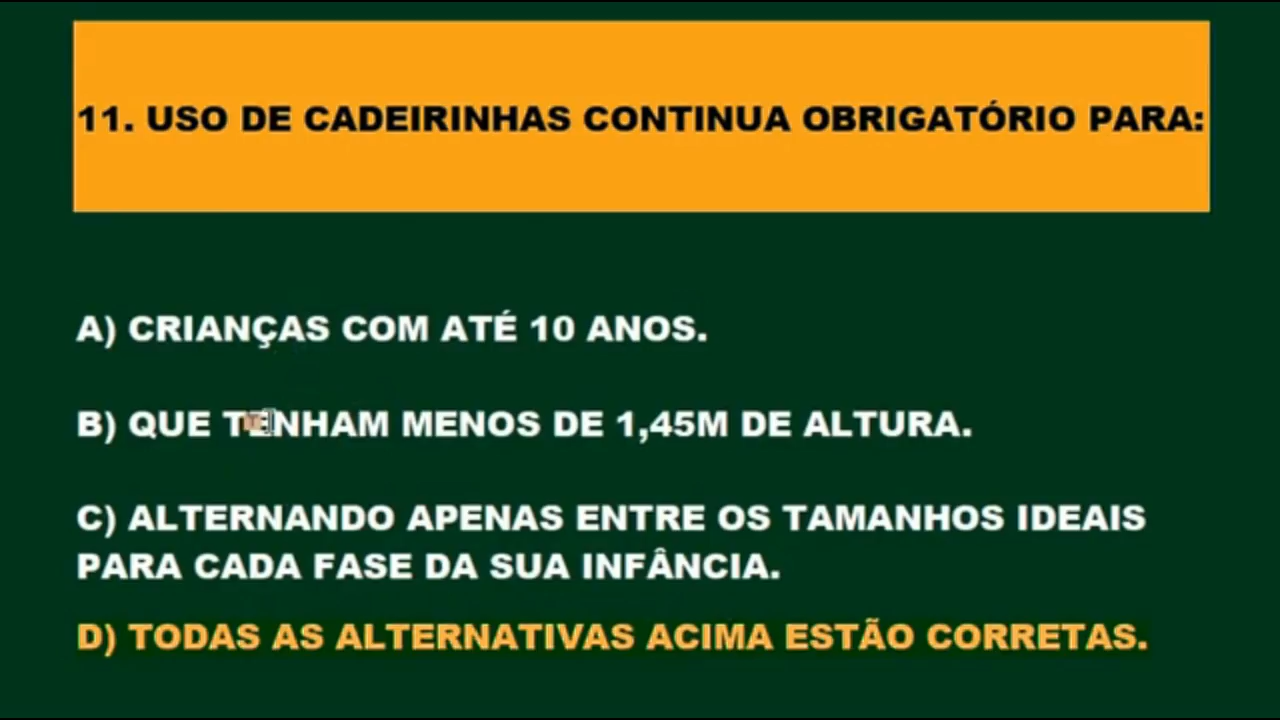 11. USO DE CADEIRINHAS CONTINUA OBRIGATÓRIO PARA:
A) CRIANÇAS COM ATÉ 10 ANOS.
B) QUE TENHAM MENOS DE 1,45M DE ALTURA.
C) ALTERNANDO APENAS ENTRE OS TAMANHOS IDEAIS
PARA CADA FASE DA SUA INFÂNCIA.
D) TODAS AS ALTERNATIVAS ACIMA ESTÃO CORRETAS.